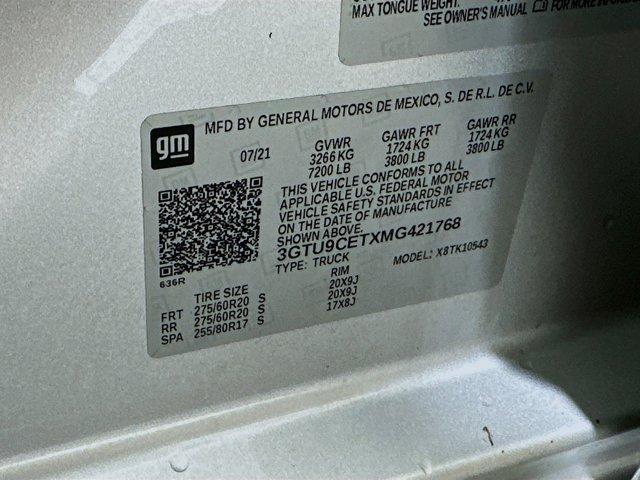 MAX TONGUE WEIGHT:
SEE OWNER'S MANUAL FOR MORE
gm
MFD BY GENERAL MOTORS DE MEXICO, S. DE R.L. DE C.V.
07/21
GVWR GAWR FRT GAWR RR
3266 KG 1724 KG 1724 KG
7200 LB 3800 LB 3800 LB
THIS VEHICLE CONFORMS TO ALL
APPLICABLE U.S. FEDERAL MOTOR
VEHICLE SAFETY STANDARDS IN EFFECT
ON THE DATE OF MANUFACTURE
SHOWN ABOVE.
3GTU9CETXMG421768
TYPE: TRUCK MODEL: X8TK10543
636R
TIRE SIZE RIM
FRT 275/60R20 S 20X9J
RR 275/60R20 S 20X9J
SPA 255/80R17 S 17X8J